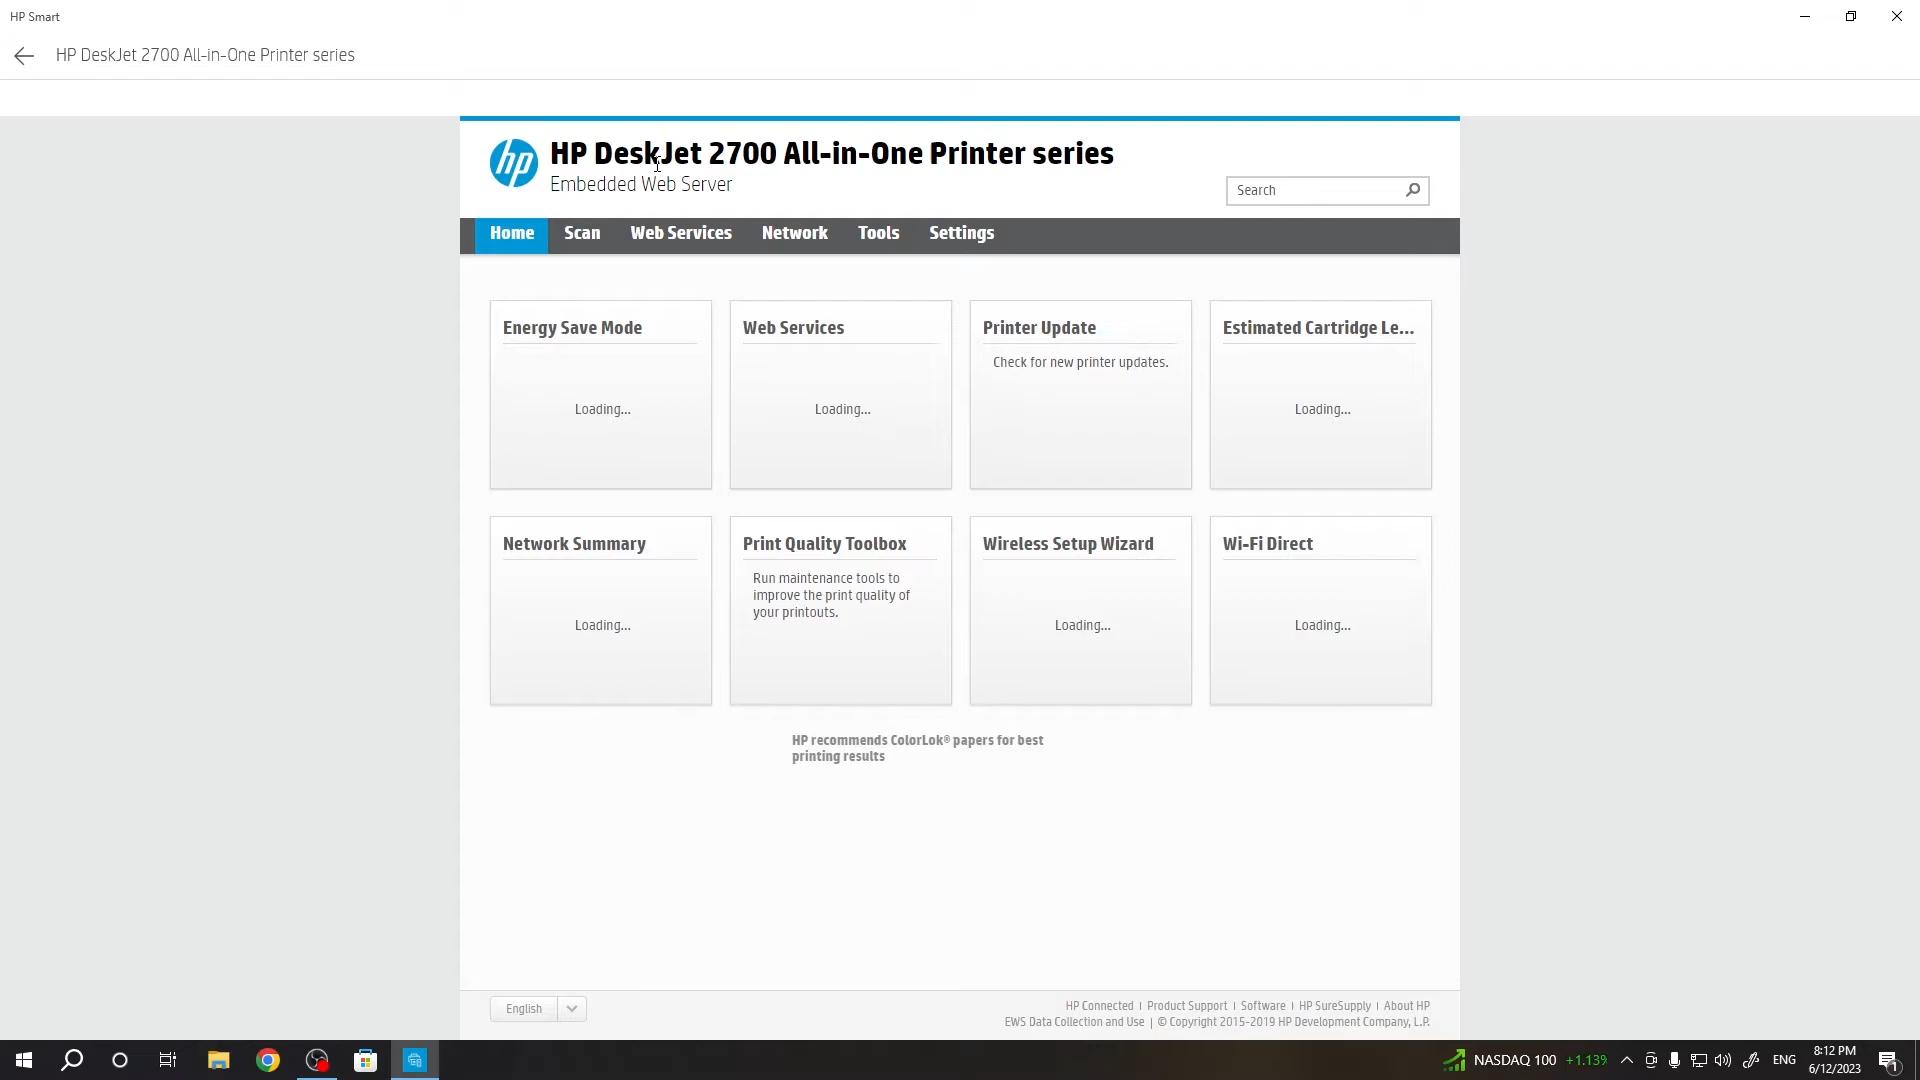 HP Smart
HP DeskJet 2700 All-in-One Printer series
hp
HP DeskJet 2700 All-in-One Printer series
Embedded Web Server
Search
Home Scan Web Services Network Tools Settings
Energy Save Mode
Loading...
Web Services
Loading...
Printer Update
Check for new printer updates.
Estimated Cartridge Le...
Loading...
Network Summary
Loading...
Print Quality Toolbox
Run maintenance tools to
improve the print quality of
your printouts.
Wireless Setup Wizard
Loading...
Wi-Fi Direct
Loading...
HP recommends ColorLok® papers for best
printing results
English
HP Connected | Product Support | Software | HP SureSupply | About HP
EWS Data Collection and Use | © Copyright 2015-2019 HP Development Company, L.P.
NASDAQ 100 +1.13%
ENG
8:12 PM
6/12/2023
1